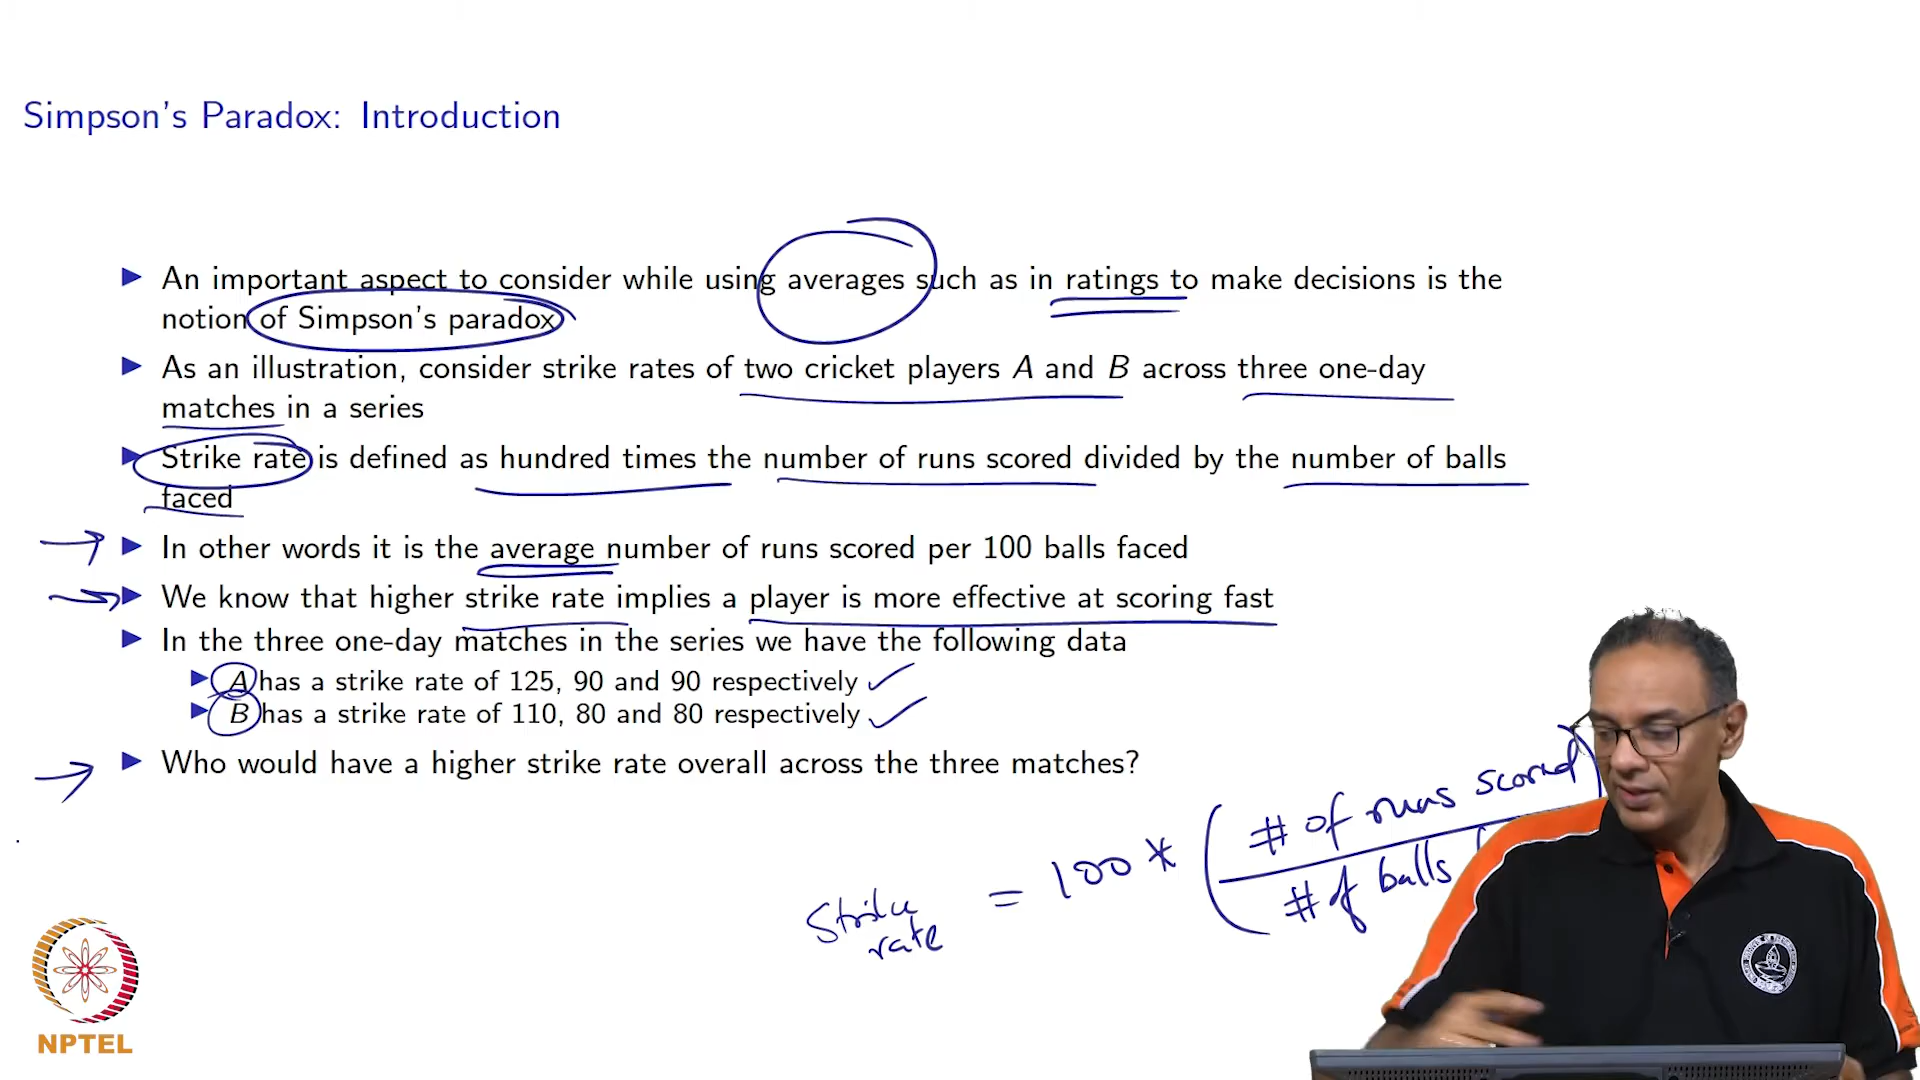 Simpson's Paradox: Introduction
An important aspect to consider while using averages such as in ratings to make decisions is the
notion of Simpson's paradox
As an illustration, consider strike rates of two cricket players A and B across three one-day
matches in a series
Strike rate is defined as hundred times the number of runs scored divided by the number of balls
faced
In other words it is the average number of runs scored per 100 balls faced
We know that higher strike rate implies a player is more effective at scoring fast
In the three one-day matches in the series we have the following data
A has a strike rate of 125, 90 and 90 respectively
B has a strike rate of 110, 80 and 80 respectively
Who would have a higher strike rate overall across the three matches?
Strike rate = 100 * ( # of runs scored )
# of balls
NPTEL